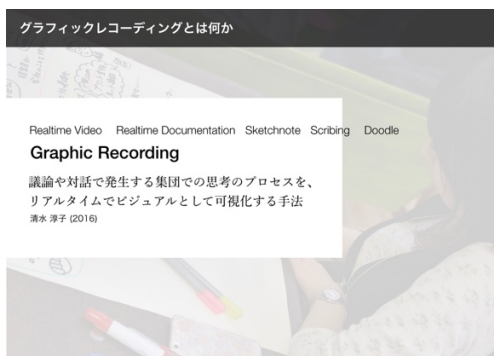 グラフィックレコーディングとは何か
Realtime Video Realtime Documentation Sketchnote Scribing Doodle
Graphic Recording
議論や対話で発生する集団での思考のプロセスを、
リアルタイムでビジュアルとして可視化する手法
清水 淳子 (2016)